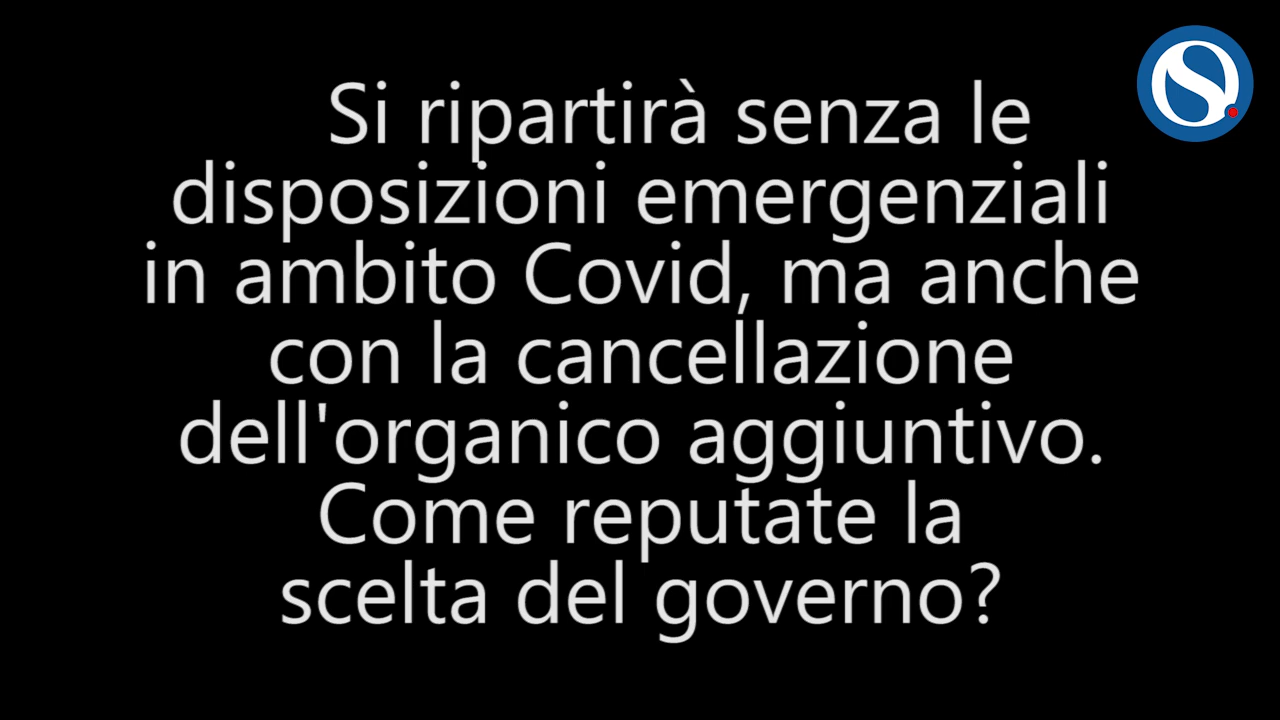 Si ripartirà senza le
disposizioni emergenziali
in ambito Covid, ma anche
con la cancellazione
dell'organico aggiuntivo.
Come reputate la
scelta del governo?
S